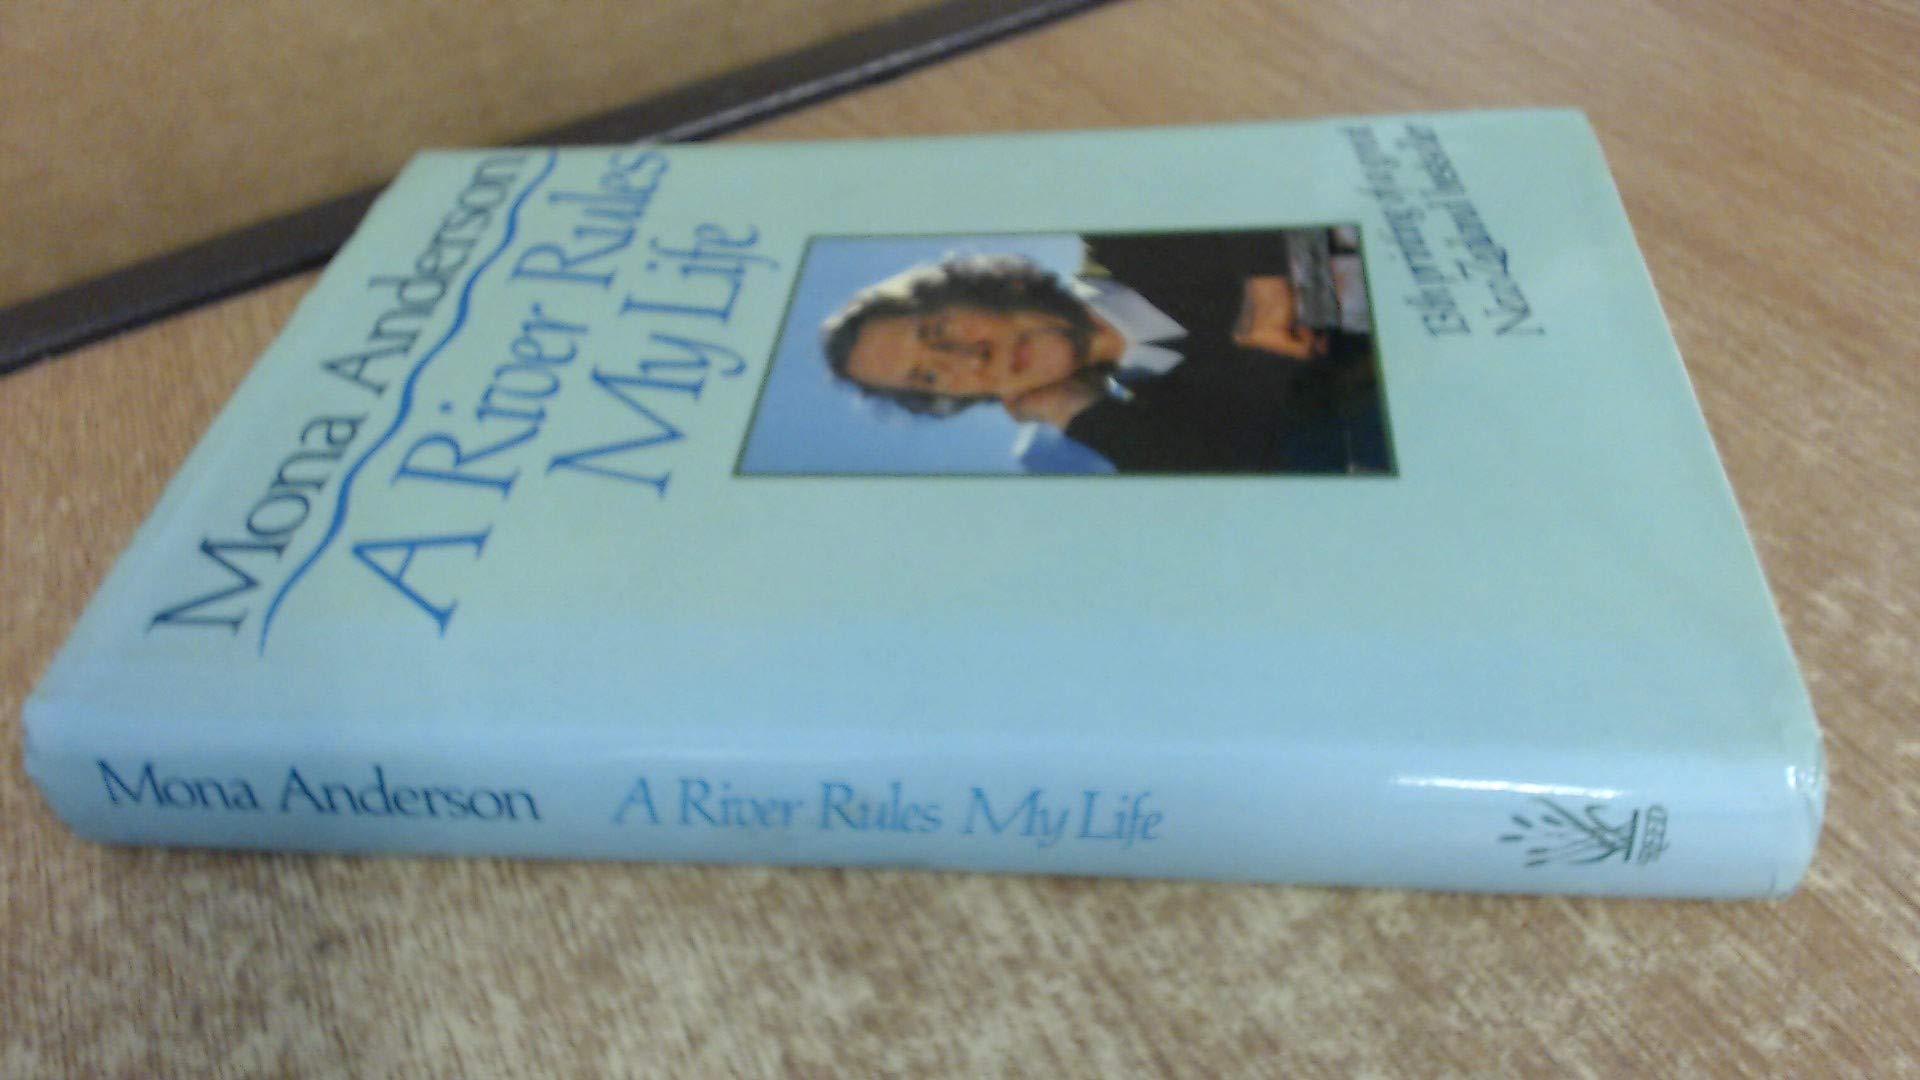 Mona Anderson
A River Rules
My Life
Mona Anderson A River Rules My Life
REED